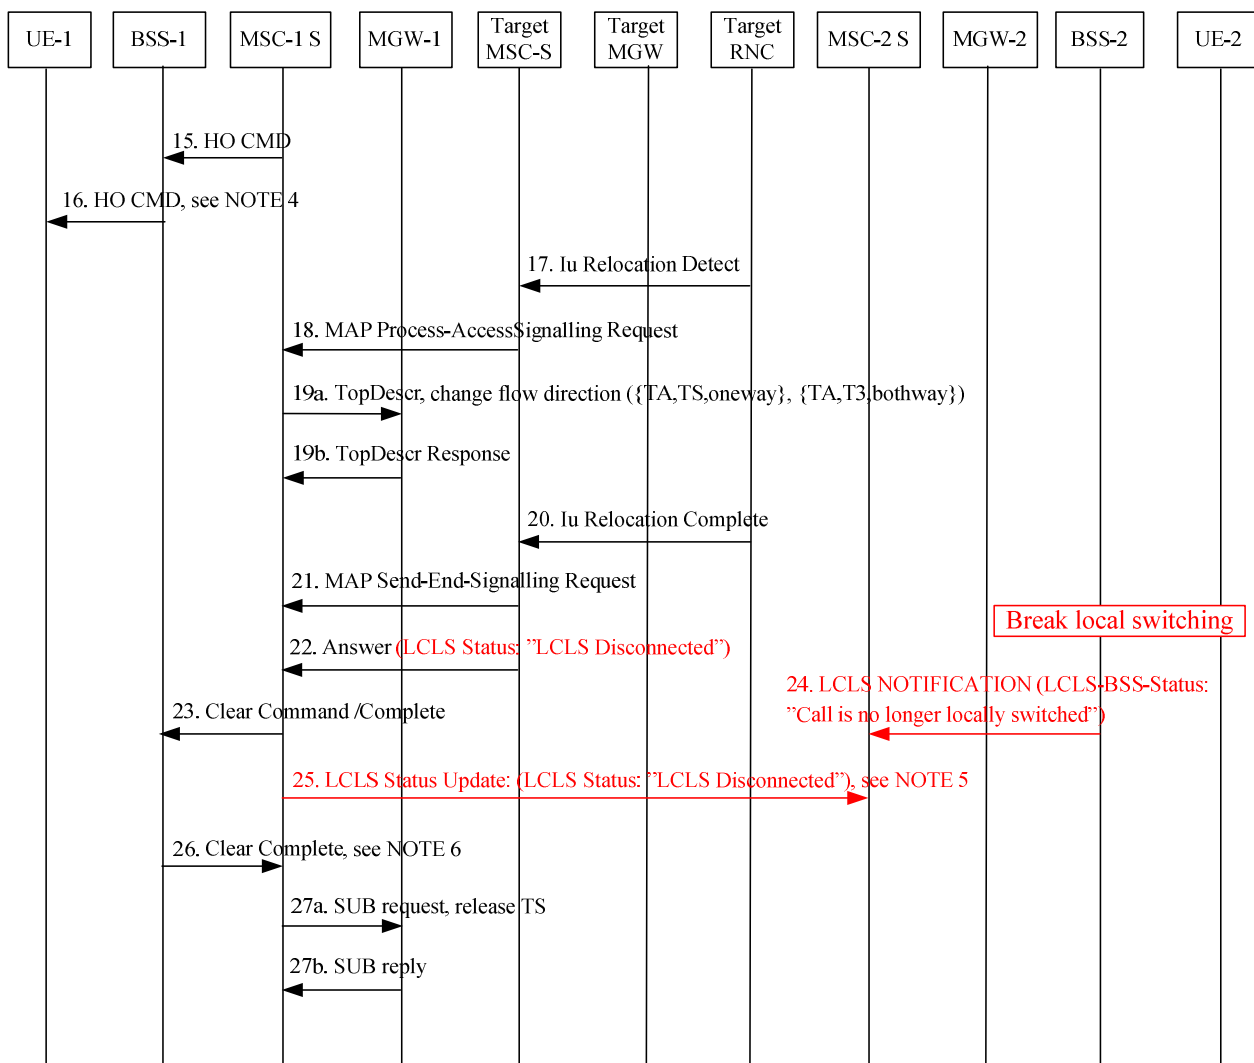 UE-1
BSS-1
MSC-1 S
MGW-1
Target
MSC-S
Target
MGW
Target
RNC
MSC-2 S
MGW-2
BSS-2
UE-2
15. HO CMD
16. HO CMD, see NOTE 4
17. Iu Relocation Detect
18. MAP Process-AccessSignalling Request
19a. TopDescr, change flow direction ({TA,TS,oneway}, {TA,T3,bothway})
19b. TopDescr Response
20. Iu Relocation Complete
21. MAP Send-End-Signalling Request
Break local switching
22. Answer (LCLS Status: ”LCLS Disconnected”)
24. LCLS NOTIFICATION (LCLS-BSS-Status:
”Call is no longer locally switched”)
23. Clear Command /Complete
25. LCLS Status Update: (LCLS Status: ”LCLS Disconnected”), see NOTE 5
26. Clear Complete, see NOTE 6
27a. SUB request, release TS
27b. SUB reply